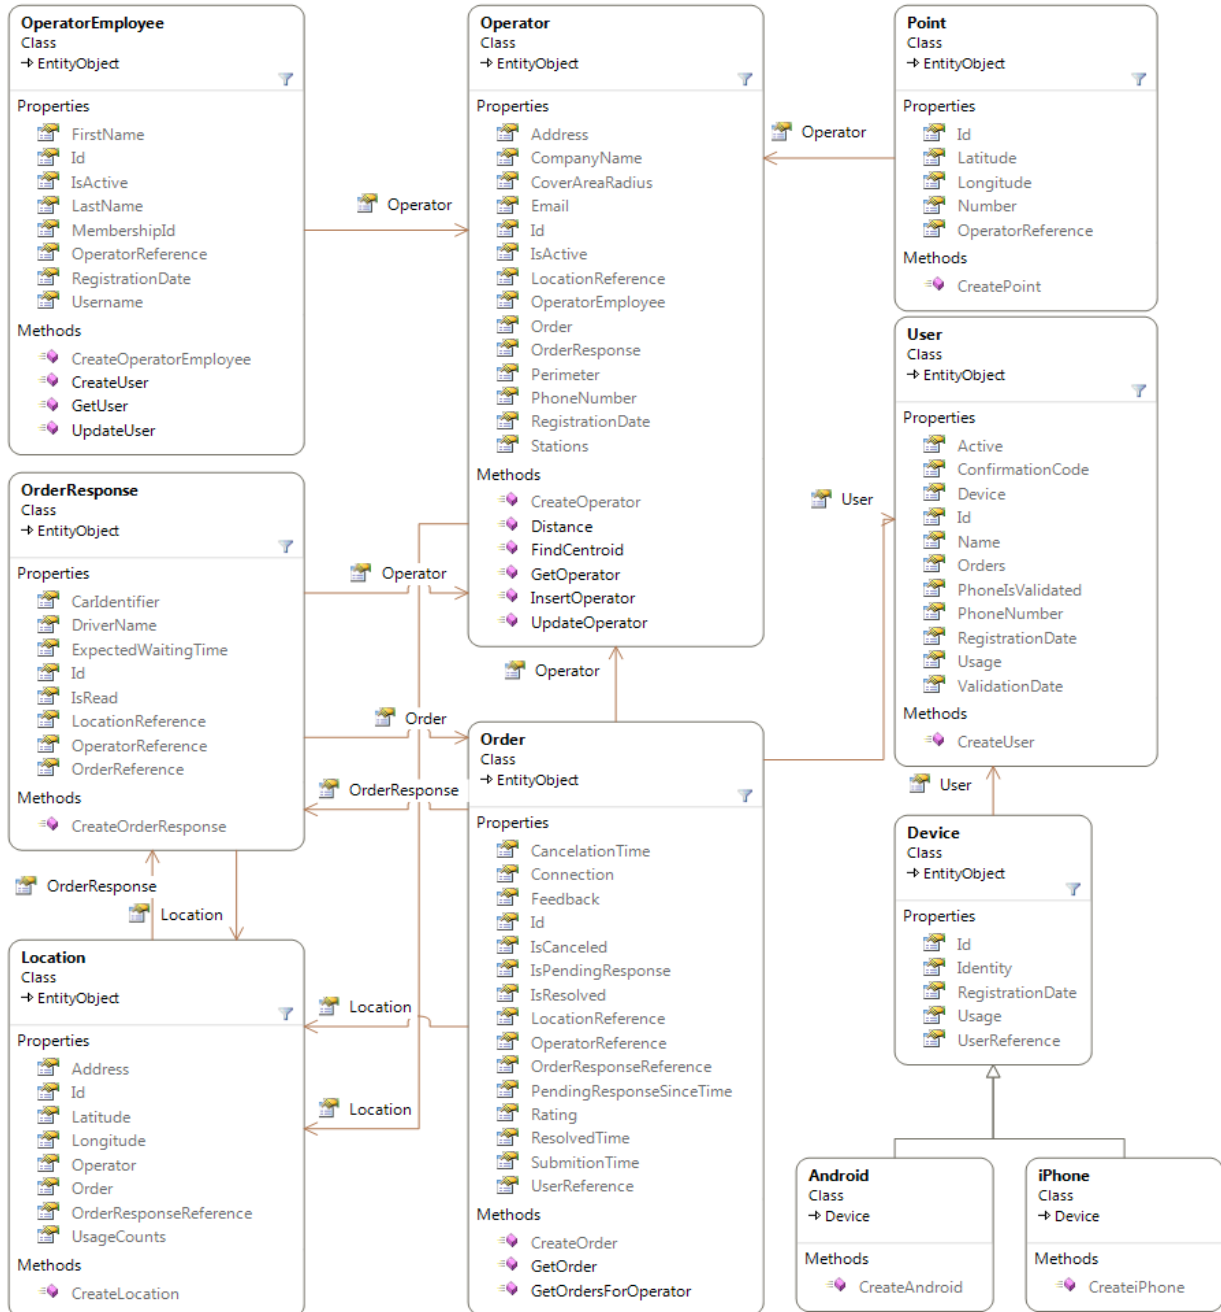 OperatorEmployee
Class
EntityObject
Properties
FirstName
Id
IsActive
LastName
MembershipId
OperatorReference
RegistrationDate
Username
Methods
CreateOperatorEmployee
CreateUser
GetUser
UpdateUser
Operator
Operator
Class
EntityObject
Properties
Address
CompanyName
CoverAreaRadius
Email
Id
IsActive
LocationReference
OperatorEmployee
Order
OrderResponse
Perimeter
PhoneNumber
RegistrationDate
Stations
Methods
CreateOperator
Distance
FindCentroid
GetOperator
InsertOperator
UpdateOperator
Operator
Point
Class
EntityObject
Properties
Id
Latitude
Longitude
Number
OperatorReference
Methods
CreatePoint
User
Class
EntityObject
Properties
Active
ConfirmationCode
Device
Id
Name
Orders
PhoneIsValidated
PhoneNumber
RegistrationDate
Usage
ValidationDate
Methods
CreateUser
User
OrderResponse
Class
EntityObject
Properties
CarIdentifier
DriverName
ExpectedWaitingTime
Id
IsRead
LocationReference
OperatorReference
OrderReference
Methods
CreateOrderResponse
Operator
Operator
Order
OrderResponse
Order
Class
EntityObject
Properties
CancelationTime
Connection
Feedback
Id
IsCanceled
IsPendingResponse
IsResolved
LocationReference
OperatorReference
OrderResponseReference
PendingResponseSinceTime
Rating
ResolvedTime
SubmitionTime
UserReference
Methods
CreateOrder
GetOrder
GetOrdersForOperator
User
Device
Class
EntityObject
Properties
Id
Identity
RegistrationDate
Usage
UserReference
OrderResponse
Location
Location
Class
EntityObject
Properties
Address
Id
Latitude
Longitude
Operator
Order
OrderResponseReference
UsageCounts
Methods
CreateLocation
Location
Location
Android
Class
Device
Methods
CreateAndroid
iPhone
Class
Device
Methods
CreateiPhone